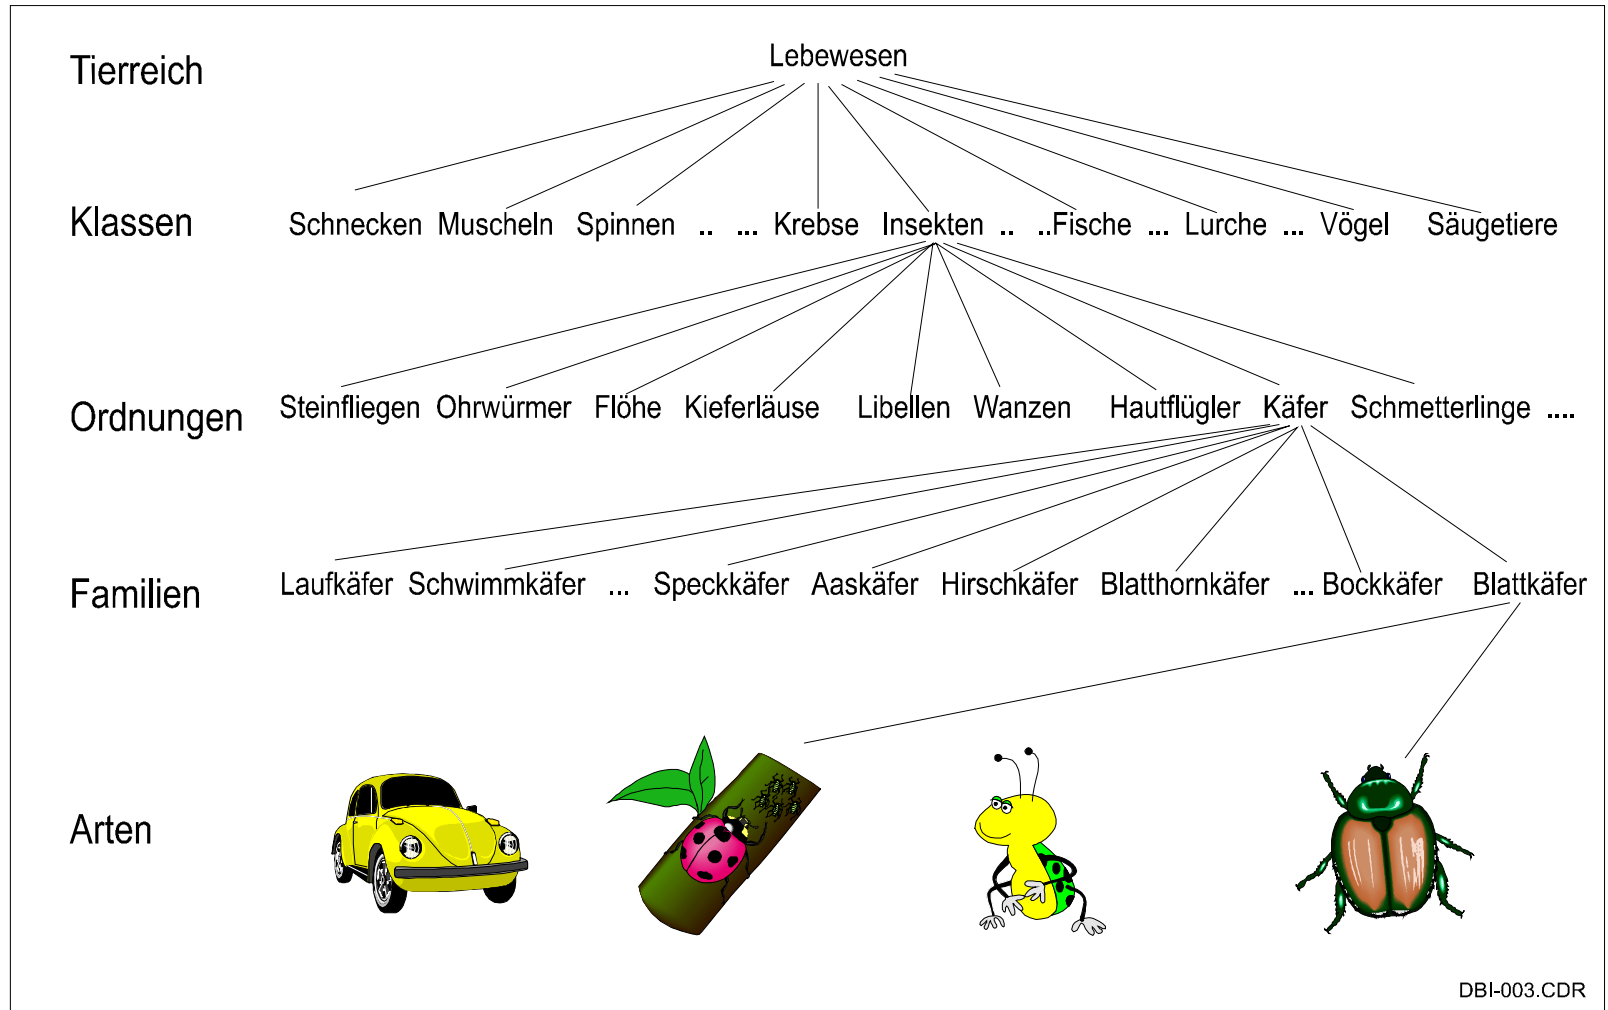 Tierreich Lebewesen
Klassen Schnecken Muscheln Spinnen .. ... Krebse Insekten .. ..Fische ... Lurche ... Vögel Säugetiere
Ordnungen Steinfliegen Ohrwürmer Flöhe Kieferläuse Libellen Wanzen Hautflügler Käfer Schmetterlinge ....
Familien Laufkäfer Schwimmkäfer ... Speckkäfer Aaskäfer Hirschkäfer Blatthornkäfer ... Bockkäfer Blattkäfer
Arten
DBI-003.CDR